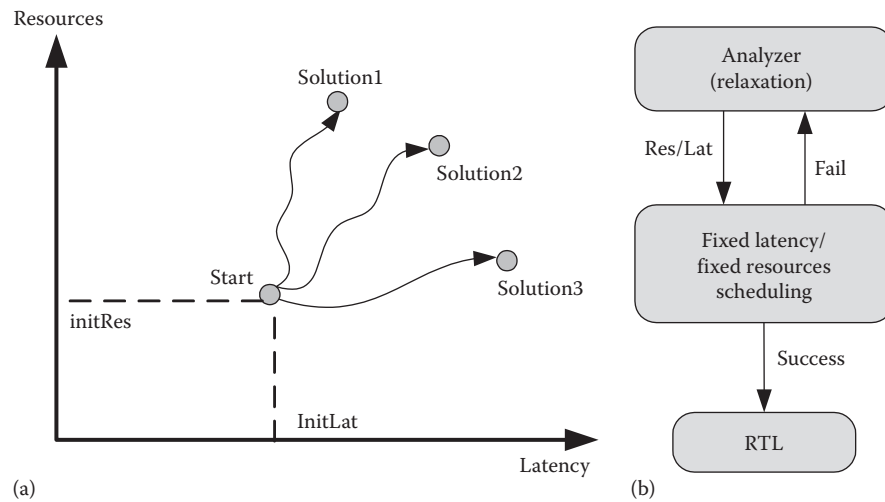 Resources
Solution1
Solution2
Start
Solution3
initRes
InitLat
Latency
(a)
Analyzer
(relaxation)
Res/Lat
Fail
Fixed latency/
fixed resources
scheduling
Success
RTL
(b)